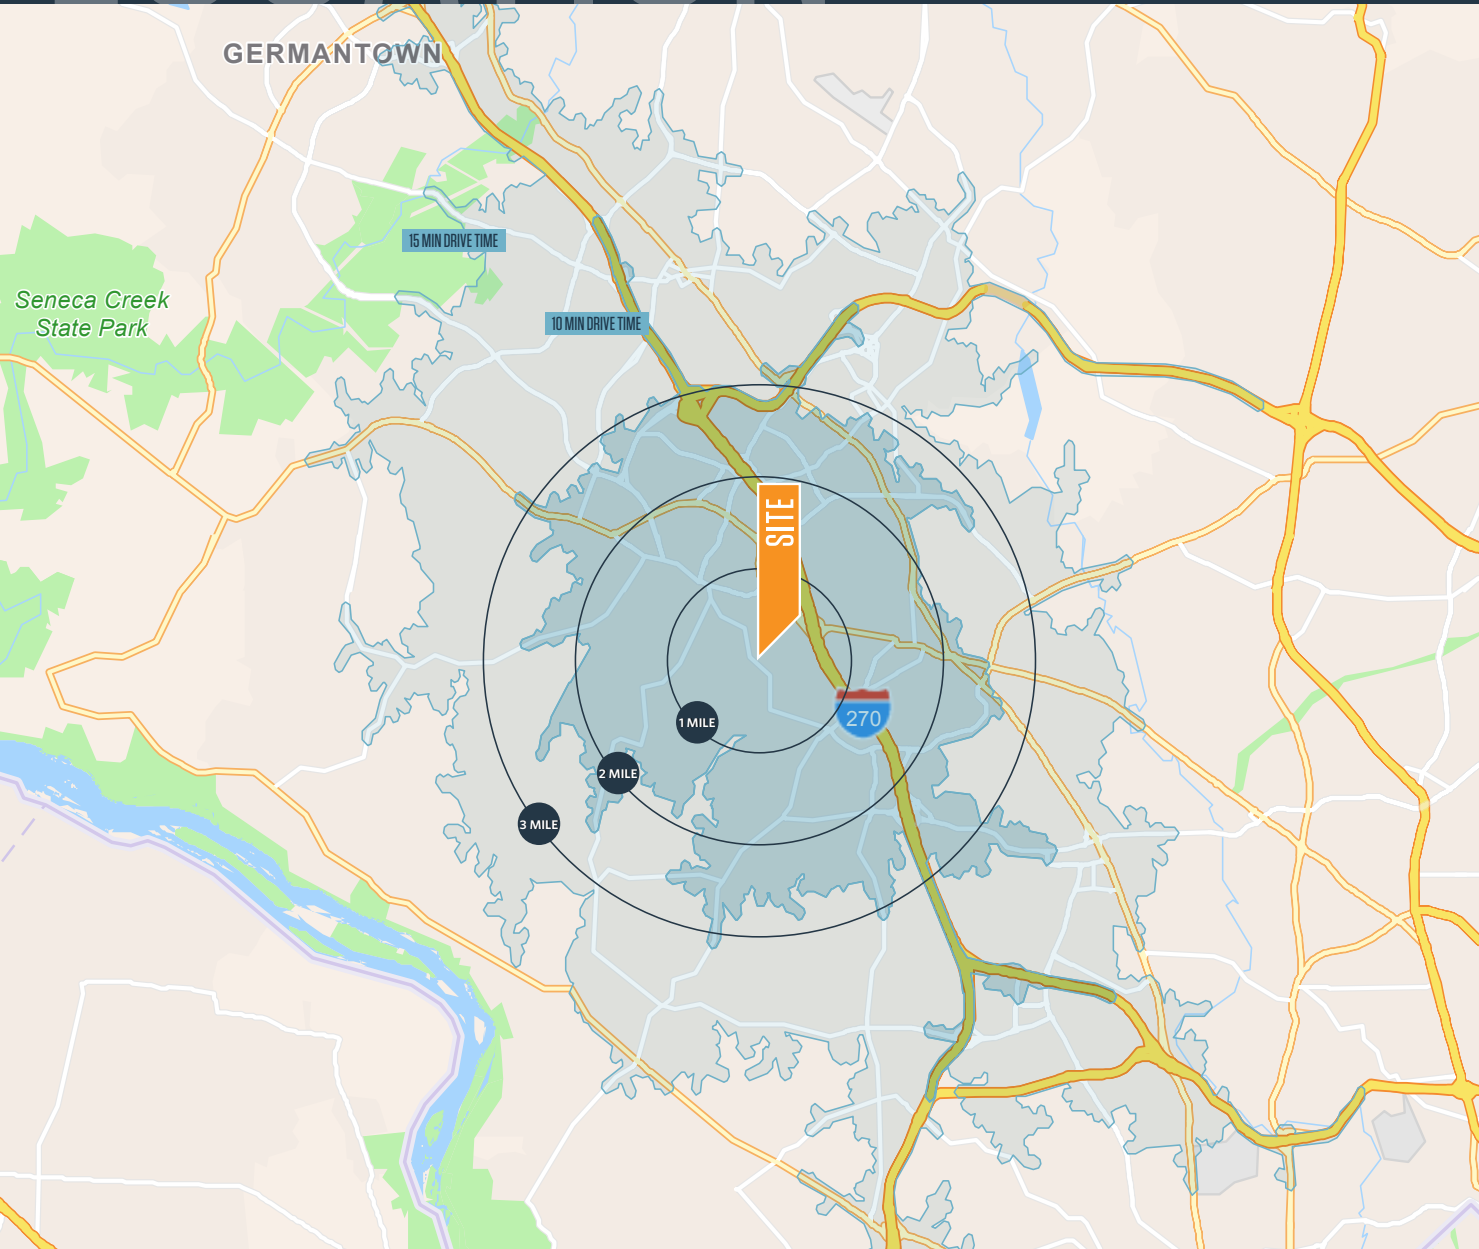 GERMANTOWN
15 MIN DRIVE TIME
Seneca Creek
State Park
10 MIN DRIVE TIME
SITE
1 MILE
270
2 MILE
3 MILE